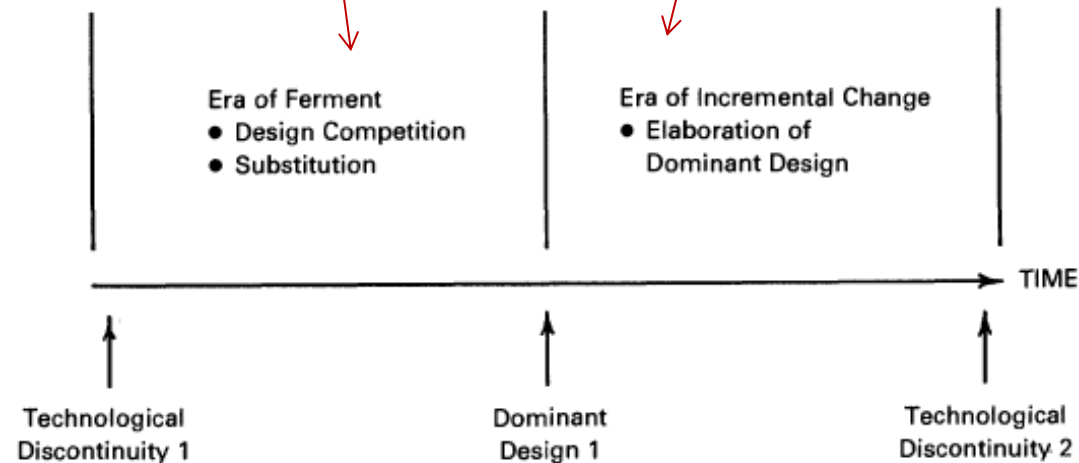 Era of Ferment
● Design Competition
● Substitution
Era of Incremental Change
● Elaboration of
Dominant Design
TIME
Technological
Discontinuity 1
Dominant
Design 1
Technological
Discontinuity 2